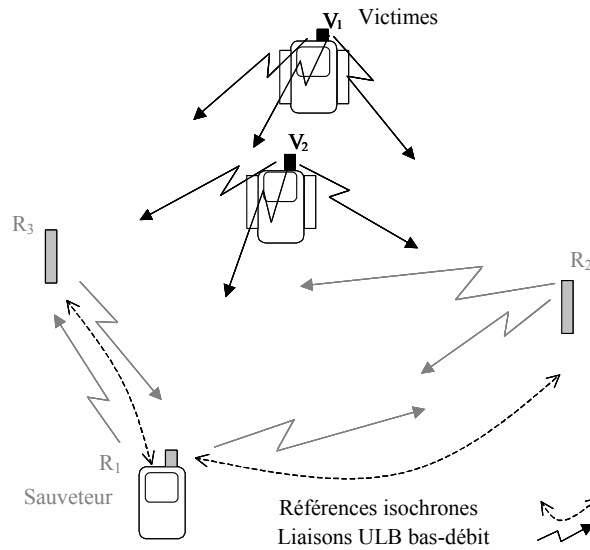 V₁ Victimes
V₂
R₃
R₂
R₁
Sauveteur
Références isochrones
Liaisons ULB bas-débit